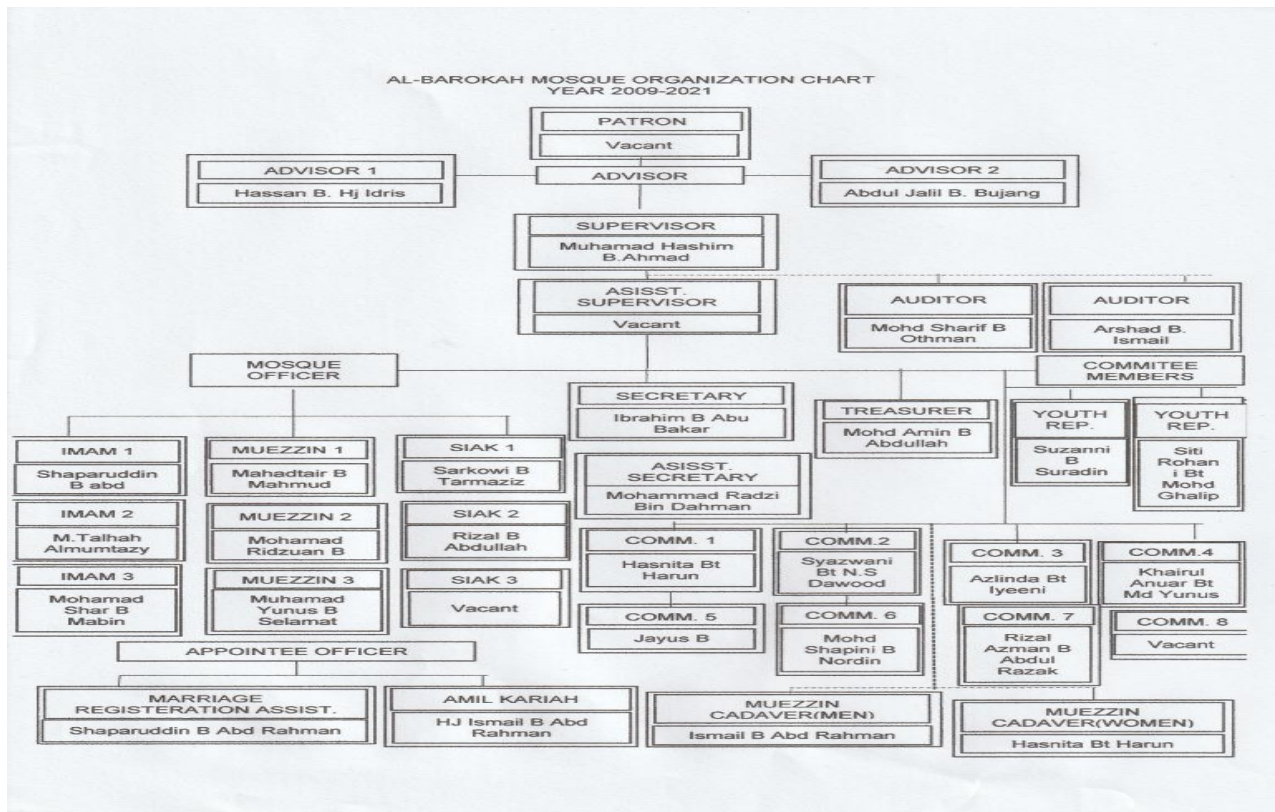 AL-BAROKAH MOSQUE ORGANIZATION CHART
YEAR 2009-2021
PATRON
Vacant
ADVISOR 1
Hassan B. Hj Idris
ADVISOR
ADVISOR 2
Abdul Jalil B. Bujang
SUPERVISOR
Muhamad Hashim
B.Ahmad
ASISST.
SUPERVISOR
Vacant
AUDITOR
Mohd Sharif B
Othman
AUDITOR
Arshad B.
Ismail
MOSQUE
OFFICER
COMMITEE
MEMBERS
SECRETARY
Ibrahim B Abu
Bakar
TREASURER
Mohd Amin B
Abdullah
YOUTH
REP.
Suzanni
B
Suradin
YOUTH
REP.
Siti
Rohan
i Bt
Mohd
Ghalip
ASISST.
SECRETARY
Mohammad Radzi
Bin Dahman
IMAM 1
Shaparuddin
B abd
MUEZZIN 1
Mahadtair B
Mahmud
SIAK 1
Sarkowi B
Tarmaziz
IMAM 2
M.Talhah
Almumtazy
MUEZZIN 2
Mohamad
Ridzuan B
SIAK 2
Rizal B
Abdullah
IMAM 3
Mohamad
Shar B
Mabin
MUEZZIN 3
Muhamad
Yunus B
Selamat
SIAK 3
Vacant
COMM. 1
Hasnita Bt
Harun
COMM.2
Syazwani
Bt N.S
Dawood
COMM. 3
Azlinda Bt
Iyeeni
COMM.4
Khairul
Anuar Bt
Md Yunus
COMM. 5
Jayus B
COMM. 6
Mohd
Shapini B
Nordin
COMM. 7
Rizal
Azman B
Abdul
Razak
COMM. 8
Vacant
APPOINTEE OFFICER
MARRIAGE
REGISTERATION ASSIST.
Shaparuddin B Abd Rahman
AMIL KARIAH
HJ Ismail B Abd
Rahman
MUEZZIN
CADAVER(MEN)
Ismail B Abd Rahman
MUEZZIN
CADAVER(WOMEN)
Hasnita Bt Harun